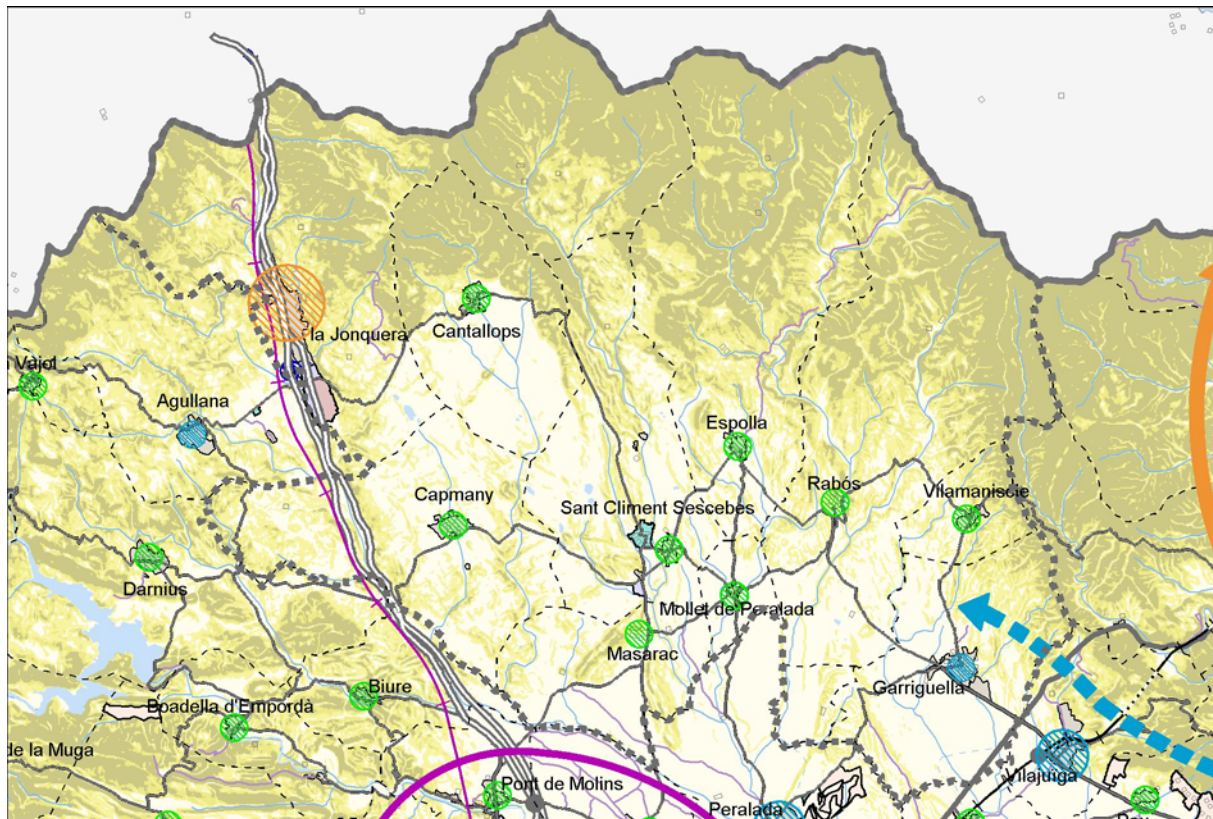 la Jonquera
Cantallops
Vajol
Agullana
Espolla
Capmany
Sant Climent Sescebes
Rabós
Vilamaniscle
Darnius
Mollet de Peralada
Masarac
Garriguella
Biure
Boadella d'Empordà
de la Muga
Vilajuïga
Pont de Molins
Peralada